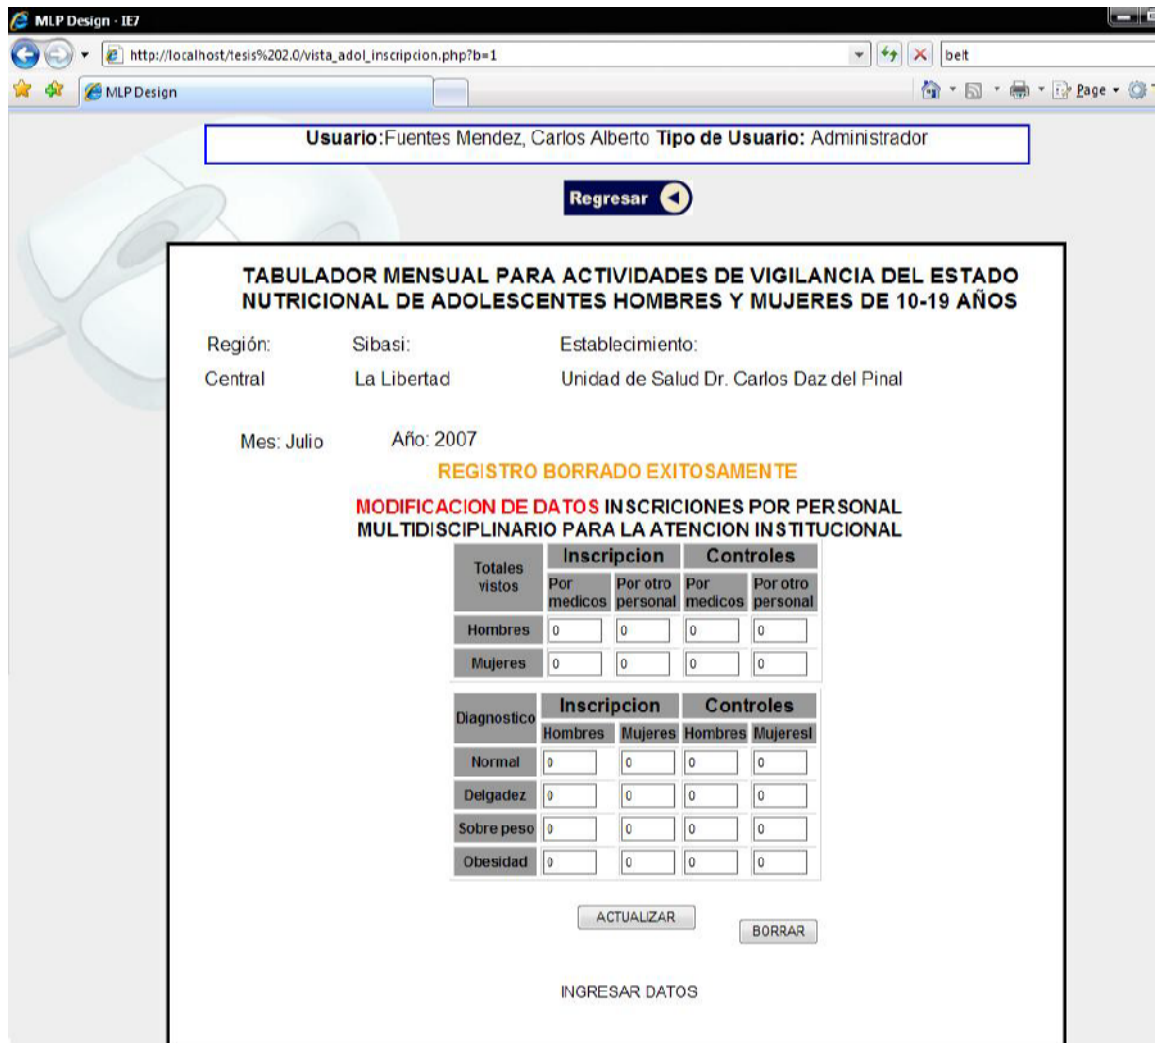 MLP Design - IE7
http://localhost/tesis%202.0/vista_adol_inscripcion.php?b=1
belt
MLP Design
Page
Usuario:Fuentes Mendez, Carlos Alberto Tipo de Usuario: Administrador
Regresar
TABULADOR MENSUAL PARA ACTIVIDADES DE VIGILANCIA DEL ESTADO
NUTRICIONAL DE ADOLESCENTES HOMBRES Y MUJERES DE 10-19 AÑOS
Región: Sibasi: Establecimiento:
Central La Libertad Unidad de Salud Dr. Carlos Daz del Pinal
Mes: Julio Año: 2007
REGISTRO BORRADO EXITOSAMENTE
MODIFICACION DE DATOS INSCRICIONES POR PERSONAL
MULTIDISCIPLINARIO PARA LA ATENCION INSTITUCIONAL
Totales vistos Inscripcion Controles
Por medicos Por otro personal Por medicos Por otro personal
Hombres 0 0 0 0
Mujeres 0 0 0 0
Diagnostico Inscripcion Controles
Hombres Mujeres Hombres Mujeresl
Normal 0 0 0 0
Delgadez 0 0 0 0
Sobre peso 0 0 0 0
Obesidad 0 0 0 0
ACTUALIZAR
BORRAR
INGRESAR DATOS